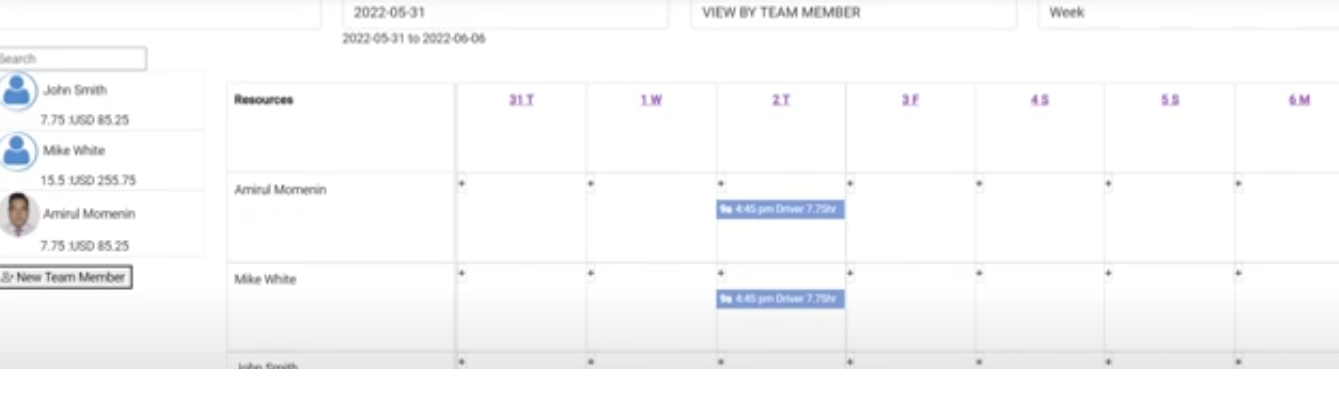 2022-05-31 VIEW BY TEAM MEMBER Week
2022-05-31 to 2022-06-06
Search
John Smith
7.75 :USD 85.25
Mike White
15.5 :USD 255.75
Amirul Momenin
7.75 :USD 85.25
New Team Member
Resources 31 T 1 W 2 T 3 F 4 S 5 S 6 M
Amirul Momenin + + + + + + +
9a 4:45 pm Driver 7.75hr
Mike White + + + + + + +
9a 4:45 pm Driver 7.75hr
John Smith + + + + + + +